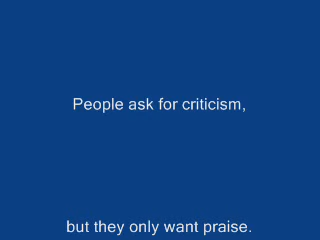 People ask for criticism,
but they only want praise.